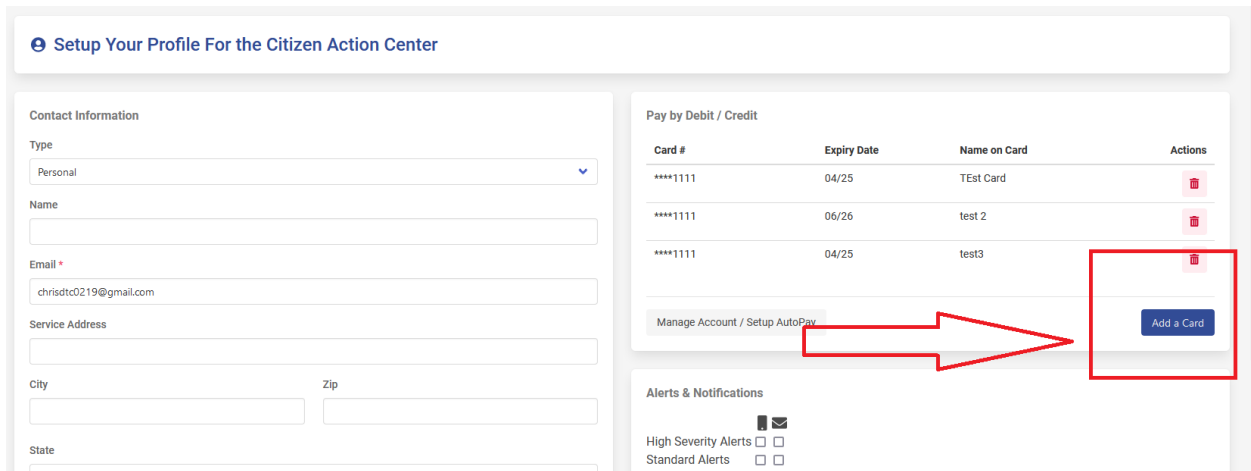 Setup Your Profile For the Citizen Action Center
Contact Information
Type
Personal
Name
Email *
chrisdtc0219@gmail.com
Service Address
City Zip
State
Pay by Debit / Credit
Card # Expiry Date Name on Card Actions
****1111 04/25 TEst Card
****1111 06/26 test 2
****1111 04/25 test3
Manage Account / Setup AutoPay Add a Card
Alerts & Notifications
High Severity Alerts
Standard Alerts